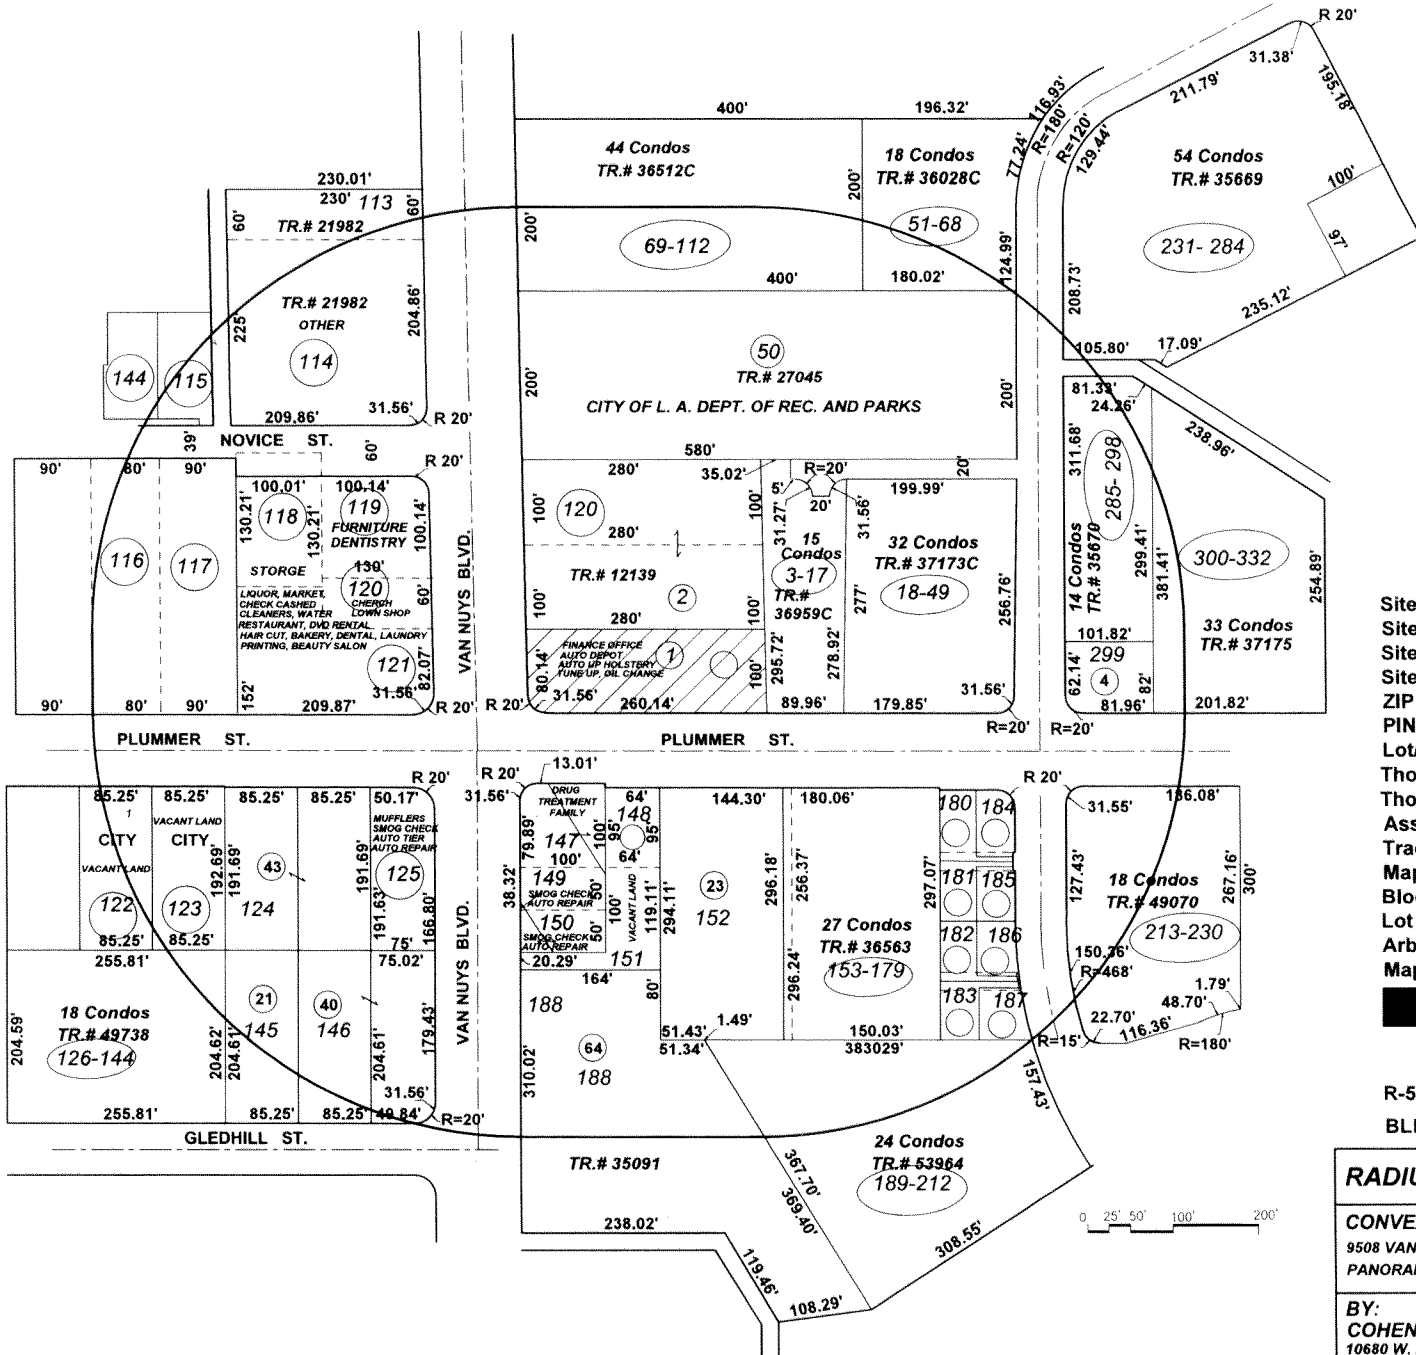 R 20'
31.38'
195.18'
211.79'
116.93'
R=180'
R=120'
77.24'
129.44'
400'
196.32'
44 Condos
TR.# 36512C
18 Condos
TR.# 36028C
54 Condos
TR.# 35669
100'
97'
230.01'
230'
113
60'
60'
TR.# 21982
200'
200'
69-112
51-68
231- 284
124.99'
400'
180.02'
208.73'
235.12'
TR.# 21982
OTHER
225'
204.86'
114
144
115
50
TR.# 27045
CITY OF L. A. DEPT. OF REC. AND PARKS
200'
200'
105.80'
17.09'
81.33'
24.26'
238.96'
209.86'
31.56'
R 20'
NOVICE ST.
39'
60'
R 20'
580'
280'
35.02'
R=20'
20'
90'
80'
90'
100.01'
100.14'
130.21'
118
130.21'
119
FURNITURE
DENTISTRY
100.14'
100'
120
280'
100'
5'
31.27'
20'
31.56'
199.99'
311.68'
285- 298
14 Condos
TR.# 35670
299.41'
381.41'
300-332
254.89'
116
117
STORGE
130'
120
CHERCH
LOWN SHOP
60'
LIQUOR, MARKET,
CHECK CASHED
CLEANERS, WATER
RESTAURANT, DVD RENTAL
HAIR CUT, BAKERY, DENTAL, LAUNDRY
PRINTING, BEAUTY SALON
VAN NUYS BLVD.
TR.# 12139
2
100'
100'
280'
15
Condos
3-17
TR.#
36959C
32 Condos
TR.# 37173C
18-49
277'
256.76'
33 Condos
TR.# 37175
121
82.07'
31.56'
152'
R 20'
R 20'
FINANCE OFFICE
AUTO DEPOT
AUTO UP HOLSTERY
TUNE UP, OIL CHANGE
1
80.14'
100'
31.56'
260.14'
295.72'
278.92'
89.96'
179.85'
31.56'
R=20'
101.82'
299
4
62.14'
82'
81.96'
R=20'
201.82'
90'
80'
90'
209.87'
Site
Site
Site
Site
ZIP
PIN
Lot
Tho
Tho
Ass
Tra
Map
Blo
Lot
Arb
Map
PLUMMER ST.
PLUMMER ST.
R 20'
R 20'
13.01'
31.56'
R 20'
31.55'
186.08'
85.25'
85.25'
85.25'
85.25'
50.17'
1
CITY
VACANT LAND
122
VACANT LAND
CITY
123
192.69'
191.69'
43
124
191.69'
191.63'
MUFFLERS
SMOG CHECK
AUTO TIER
AUTO REPAIR
125
75'
166.80'
85.25'
85.25'
38.32'
79.89'
DRUG
TREATMENT
FAMILY
147
100'
100'
64'
148
95'
95'
64'
149
SMOG CHECK
AUTO REPAIR
50'
150
SMOG CHECK
AUTO REPAIR
50'
100'
VACANT LAND
151
119.11'
294.11'
144.30'
23
152
296.18'
180.06'
256.37'
27 Condos
TR.# 36563
153-179
296.24'
297.07'
180
184
181
185
182
186
183
187
127.43'
18 Condos
TR.# 49070
213-230
267.16'
300'
150.36'
R=468'
1.79'
48.70'
22.70'
116.36'
R=180'
R=15'
20.29'
164'
80'
255.81'
75.02'
18 Condos
TR.# 49738
126-144
204.59'
204.62'
204.61'
21
145
40
146
204.61'
179.43'
31.56'
VAN NUYS BLVD.
188
64
188
310.02'
51.43'
51.34'
1.49'
150.03'
383029'
157.43'
255.81'
85.25'
85.25'
49.84'
R=20'
GLEDHILL ST.
TR.# 35091
238.02'
119.46'
108.29'
367.70'
369.40'
24 Condos
TR.# 53964
189-212
308.55'
0 25' 50' 100' 200'
R-5
BLI
RADIU
CONVE
9508 VAN
PANORA
BY:
COHEN
10680 W.